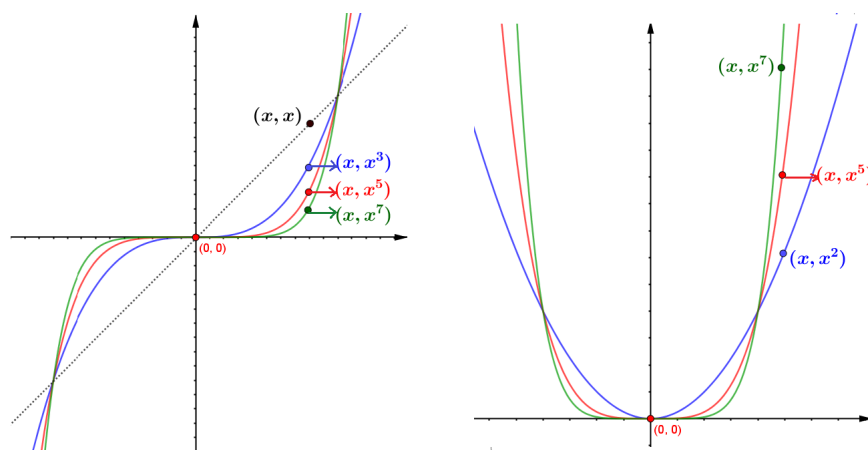 (x, x)
(x, x³)
(x, x⁵)
(x, x⁷)
(0, 0)
(x, x⁷)
(x, x⁵)
(x, x²)
(0, 0)